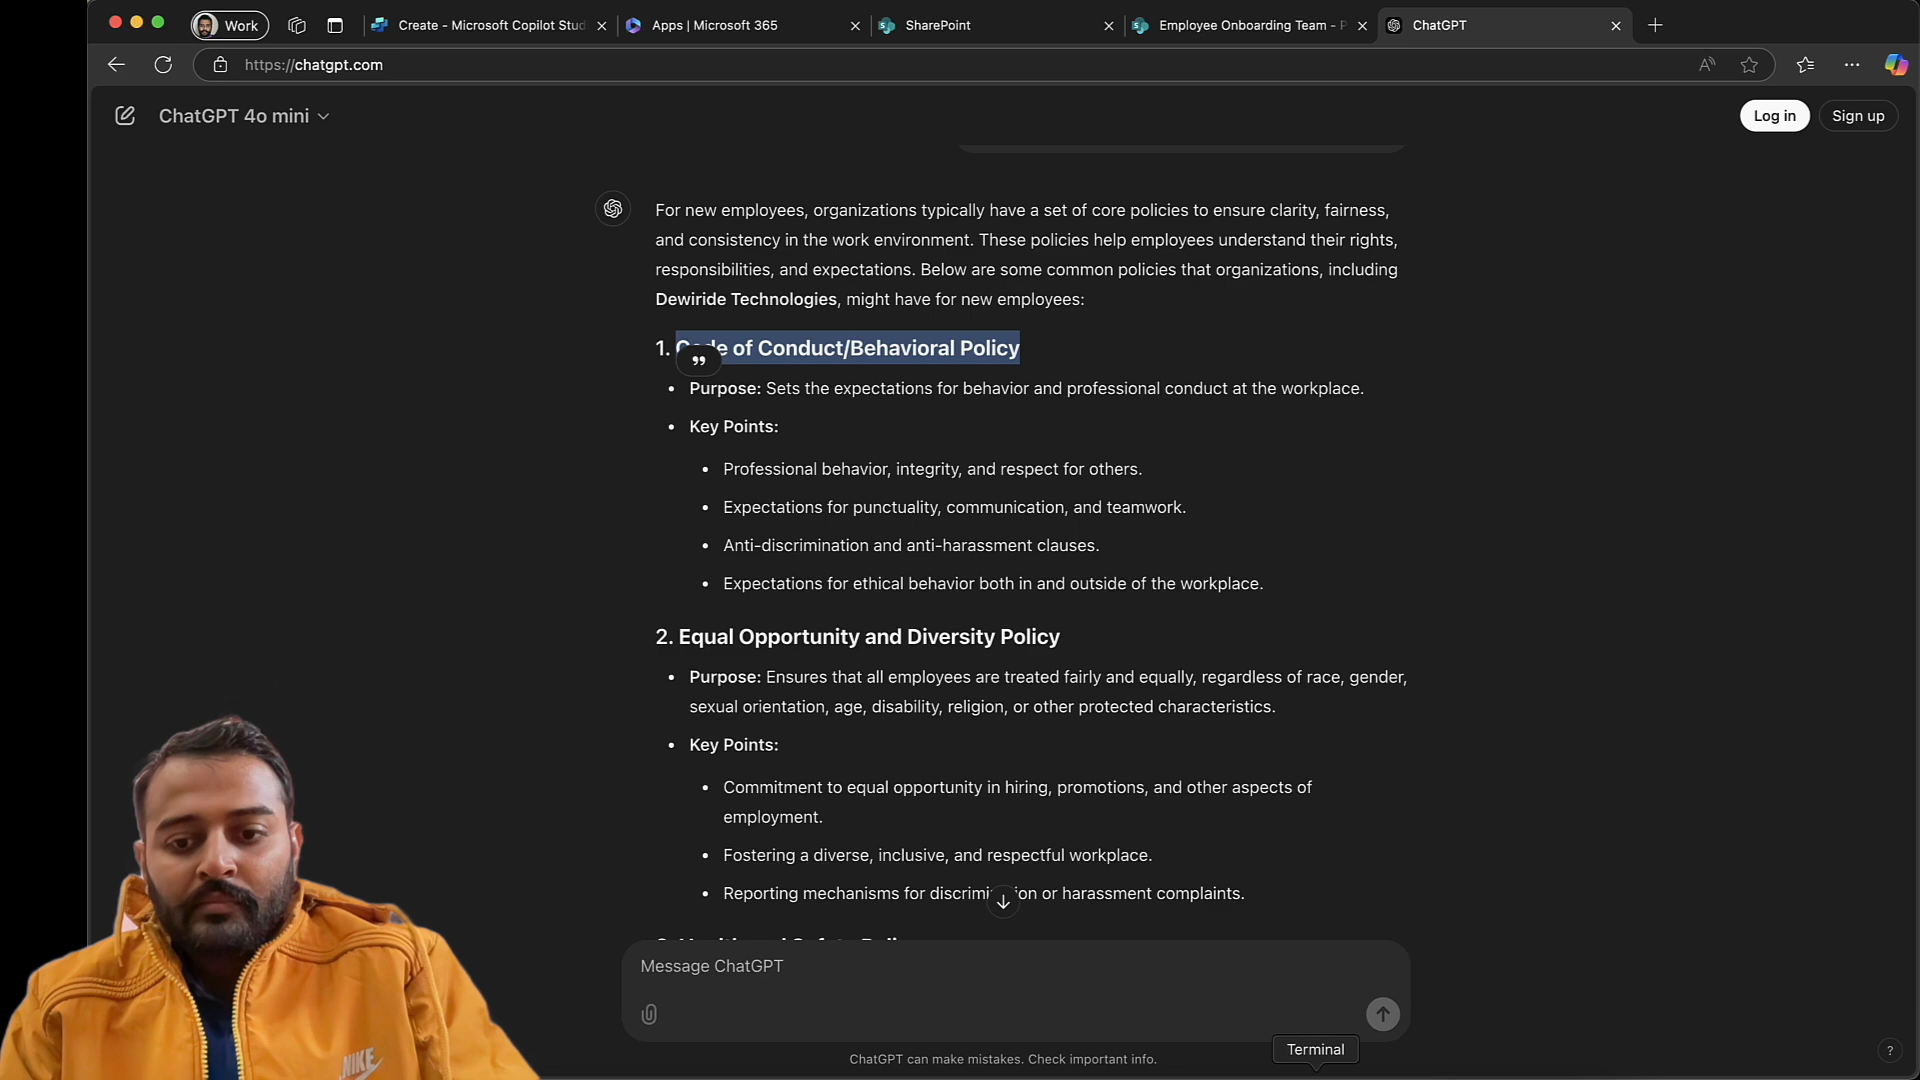 Work
Create - Microsoft Copilot Stud
Apps | Microsoft 365
SharePoint
Employee Onboarding Team - P
ChatGPT
https://chatgpt.com
ChatGPT 4o mini
Log in
Sign up
For new employees, organizations typically have a set of core policies to ensure clarity, fairness,
and consistency in the work environment. These policies help employees understand their rights,
responsibilities, and expectations. Below are some common policies that organizations, including
Dewiride Technologies, might have for new employees:
1. Code of Conduct/Behavioral Policy
• Purpose: Sets the expectations for behavior and professional conduct at the workplace.
• Key Points:
• Professional behavior, integrity, and respect for others.
• Expectations for punctuality, communication, and teamwork.
• Anti-discrimination and anti-harassment clauses.
• Expectations for ethical behavior both in and outside of the workplace.
2. Equal Opportunity and Diversity Policy
• Purpose: Ensures that all employees are treated fairly and equally, regardless of race, gender,
sexual orientation, age, disability, religion, or other protected characteristics.
• Key Points:
• Commitment to equal opportunity in hiring, promotions, and other aspects of
employment.
• Fostering a diverse, inclusive, and respectful workplace.
• Reporting mechanisms for discrimination or harassment complaints.
Message ChatGPT
Terminal
ChatGPT can make mistakes. Check important info.
?
NIKE